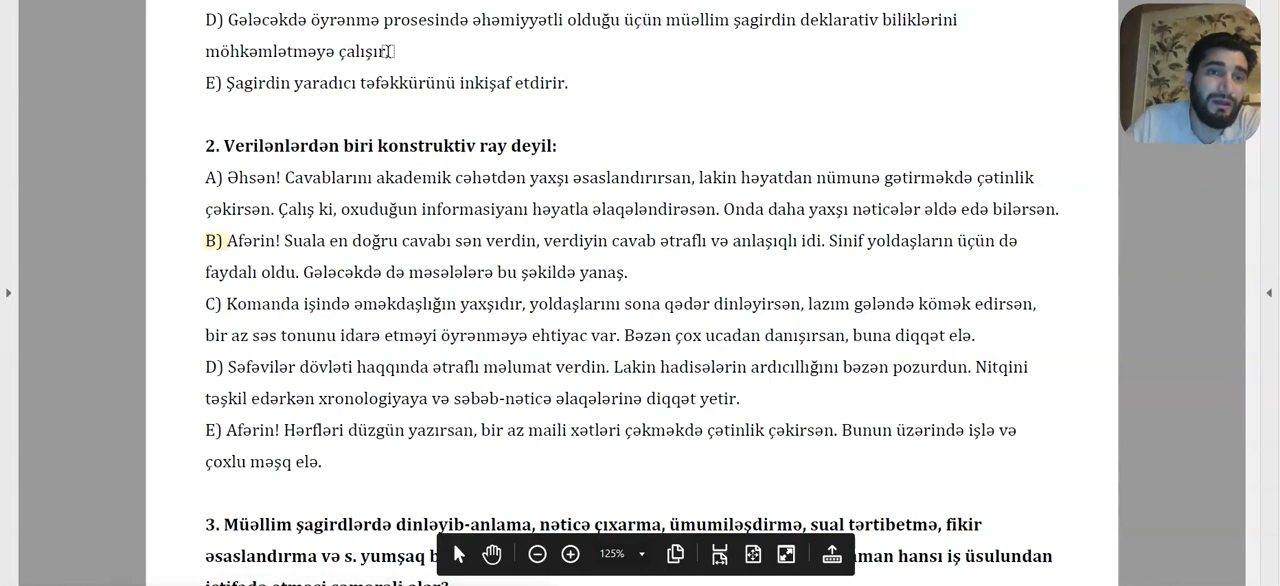 D) Gələcəkdə öyrənmə prosesində əhəmiyyətli olduğu üçün müəllim şagirdin deklarativ biliklərini
möhkəmlətməyə çalışır.
E) Şagirdin yaradıcı təfəkkürünü inkişaf etdirir.
2. Verilənlərdən biri konstruktiv rəy deyil:
A) Əhsən! Cavablarını akademik cəhətdən yaxşı əsaslandırırsan, lakin həyatdan nümunə gətirməkdə çətinlik
çəkirsən. Çalış ki, oxuduğun informasiyanı həyatla əlaqələndirəsən. Onda daha yaxşı nəticələr əldə edə bilərsən.
B) Afərin! Suala en doğru cavabı sən verdin, verdiyin cavab ətraflı və anlaşıqlı idi. Sinif yoldaşların üçün də
faydalı oldu. Gələcəkdə də məsələlərə bu şəkildə yanaş.
C) Komanda işində əməkdaşlığın yaxşıdır, yoldaşlarını sona qədər dinləyirsən, lazım gələndə kömək edirsən,
bir az səs tonunu idarə etməyi öyrənməyə ehtiyac var. Bəzən çox ucadan danışırsan, buna diqqət elə.
D) Səfəvilər dövləti haqqında ətraflı məlumat verdin. Lakin hadisələrin ardıcıllığını bəzən pozurdun. Nitqini
təşkil edərkən xronologiyaya və səbəb-nəticə əlaqələrinə diqqət yetir.
E) Afərin! Hərfləri düzgün yazırsan, bir az maili xətləri çəkməkdə çətinlik çəkirsən. Bunun üzərində işlə və
çoxlu məşq elə.
3. Müəllim şagirdlərdə dinləyib-anlama, nəticə çıxarma, ümumiləşdirmə, sual tərtibetmə, fikir
əsaslandırma və s. yumşaq b
aman hansı iş üsulundan
125%